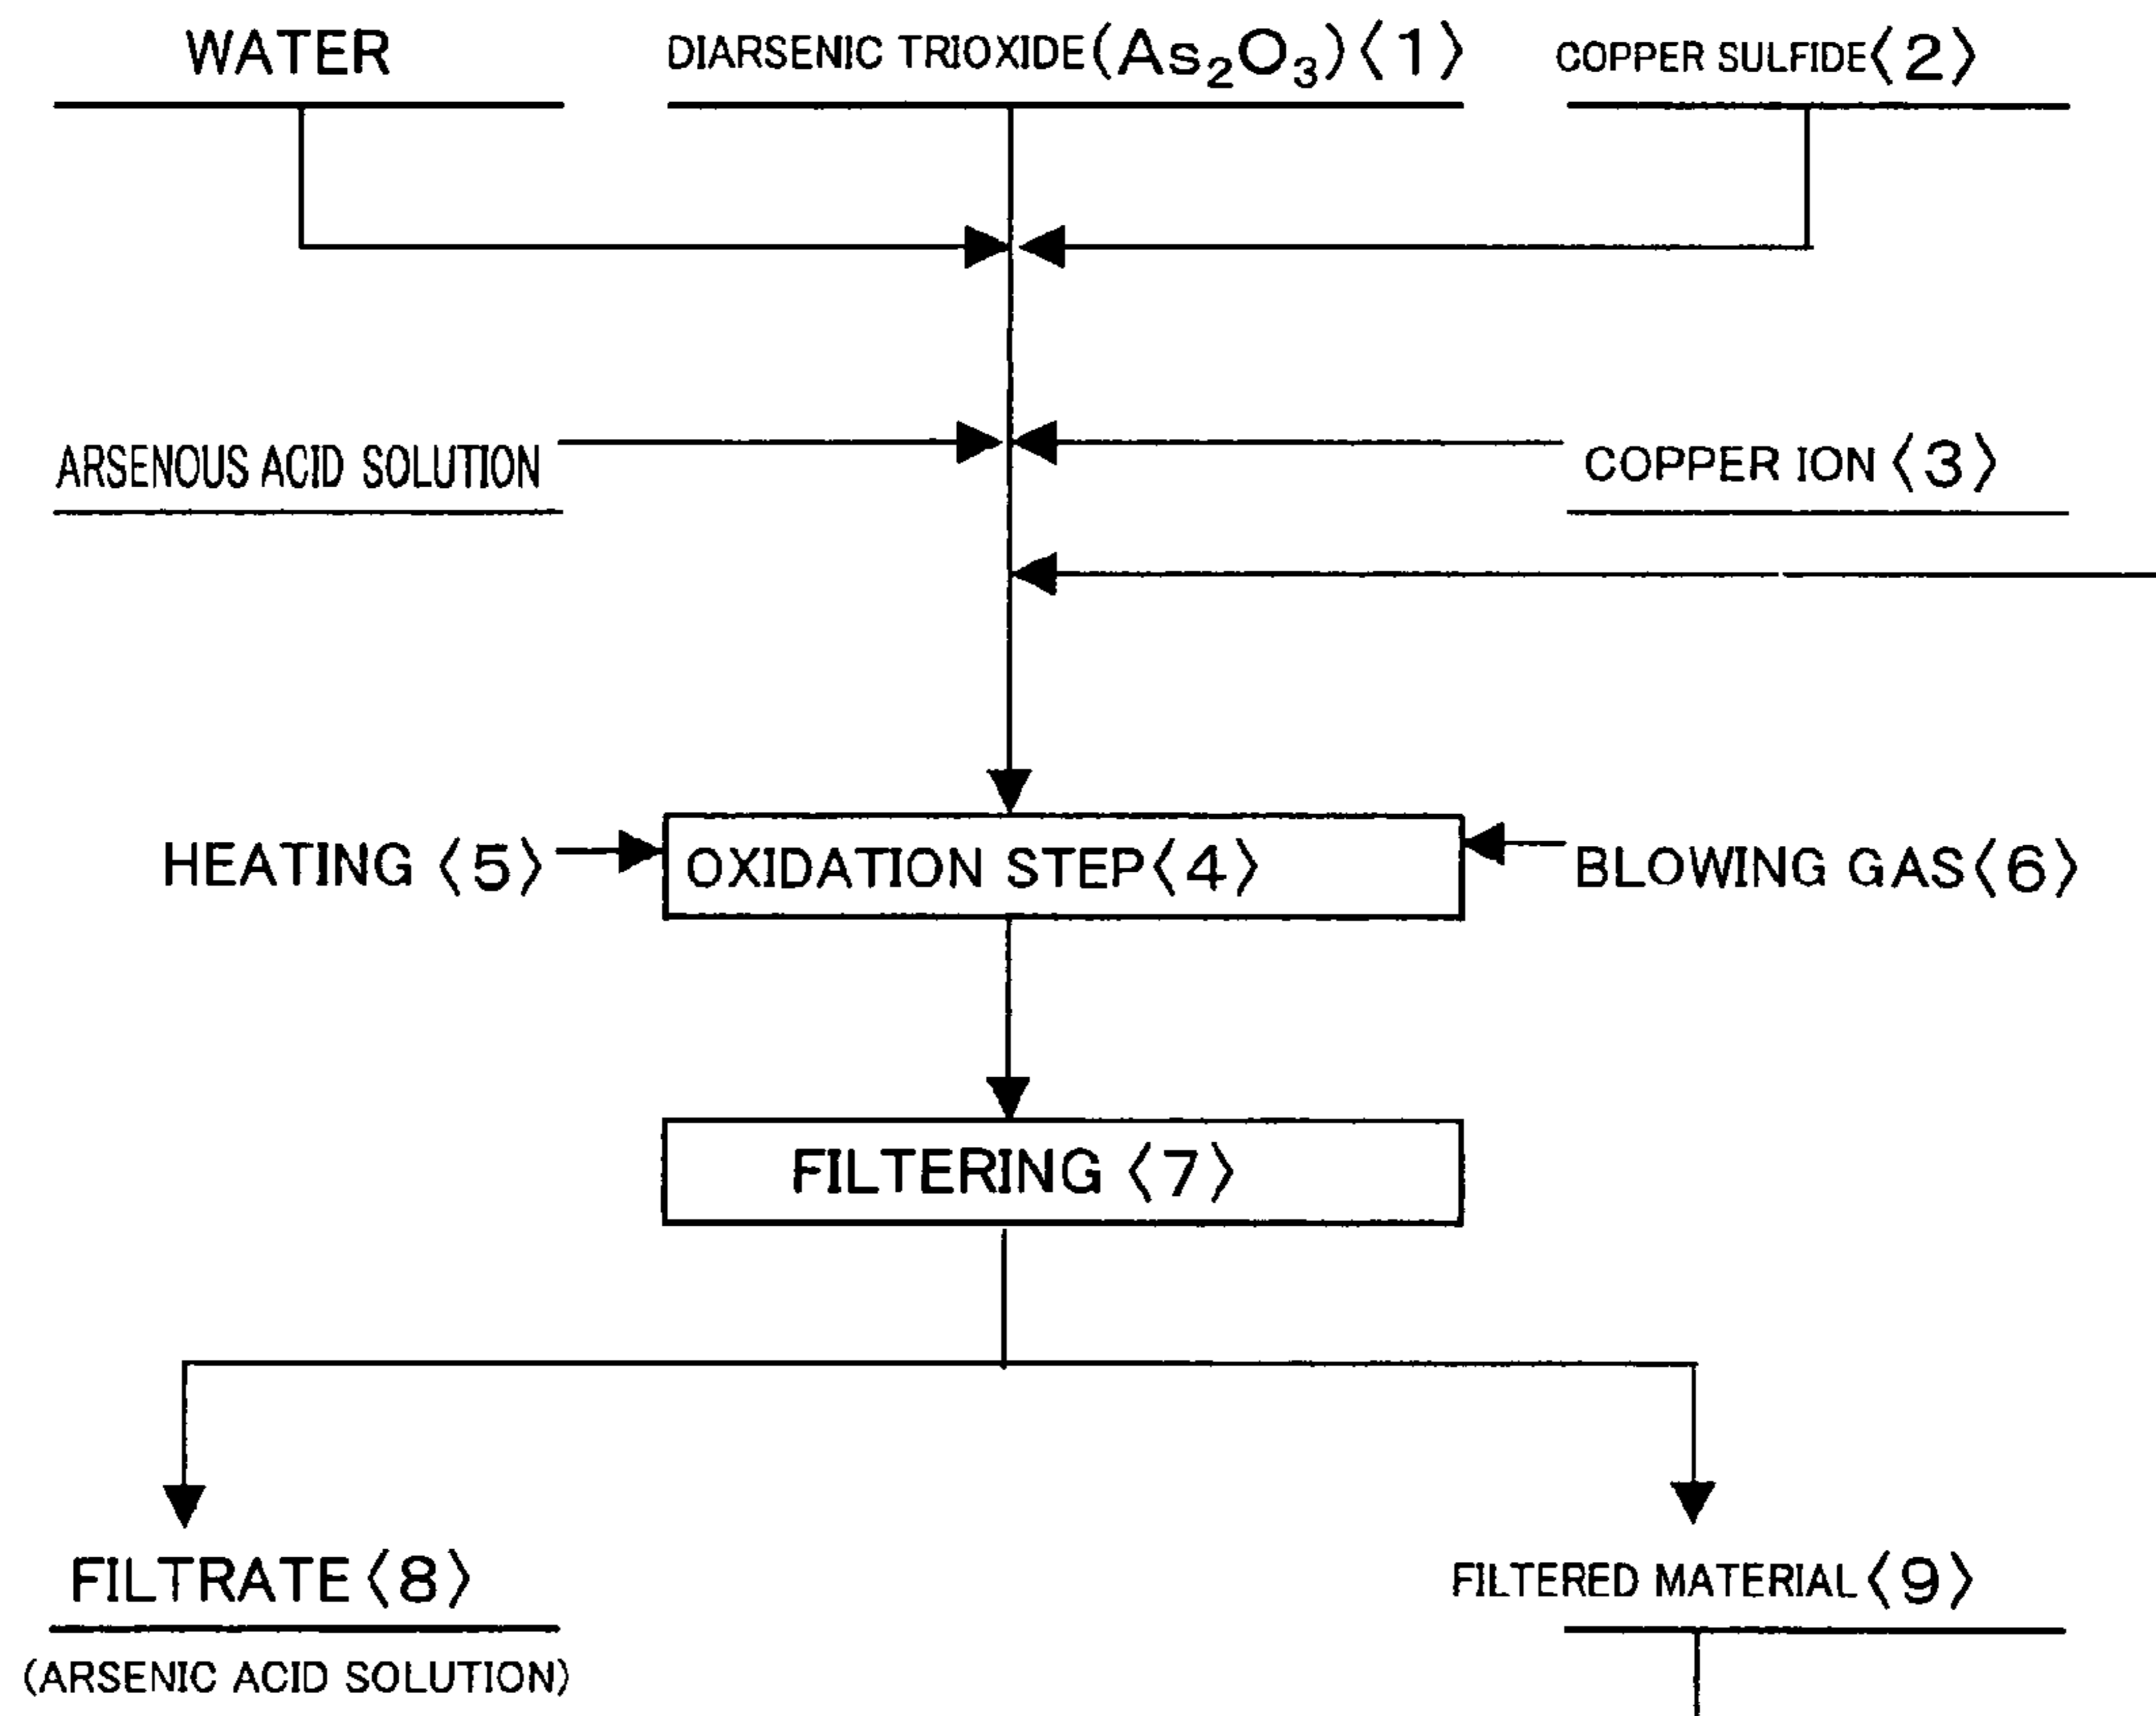 WATER
DIARSENIC TRIOXIDE(As₂O₃)〈1〉
COPPER SULFIDE〈2〉
ARSENOUS ACID SOLUTION
COPPER ION〈3〉
HEATING〈5〉
OXIDATION STEP〈4〉
BLOWING GAS〈6〉
FILTERING〈7〉
FILTRATE〈8〉
FILTERED MATERIAL〈9〉
(ARSENIC ACID SOLUTION)